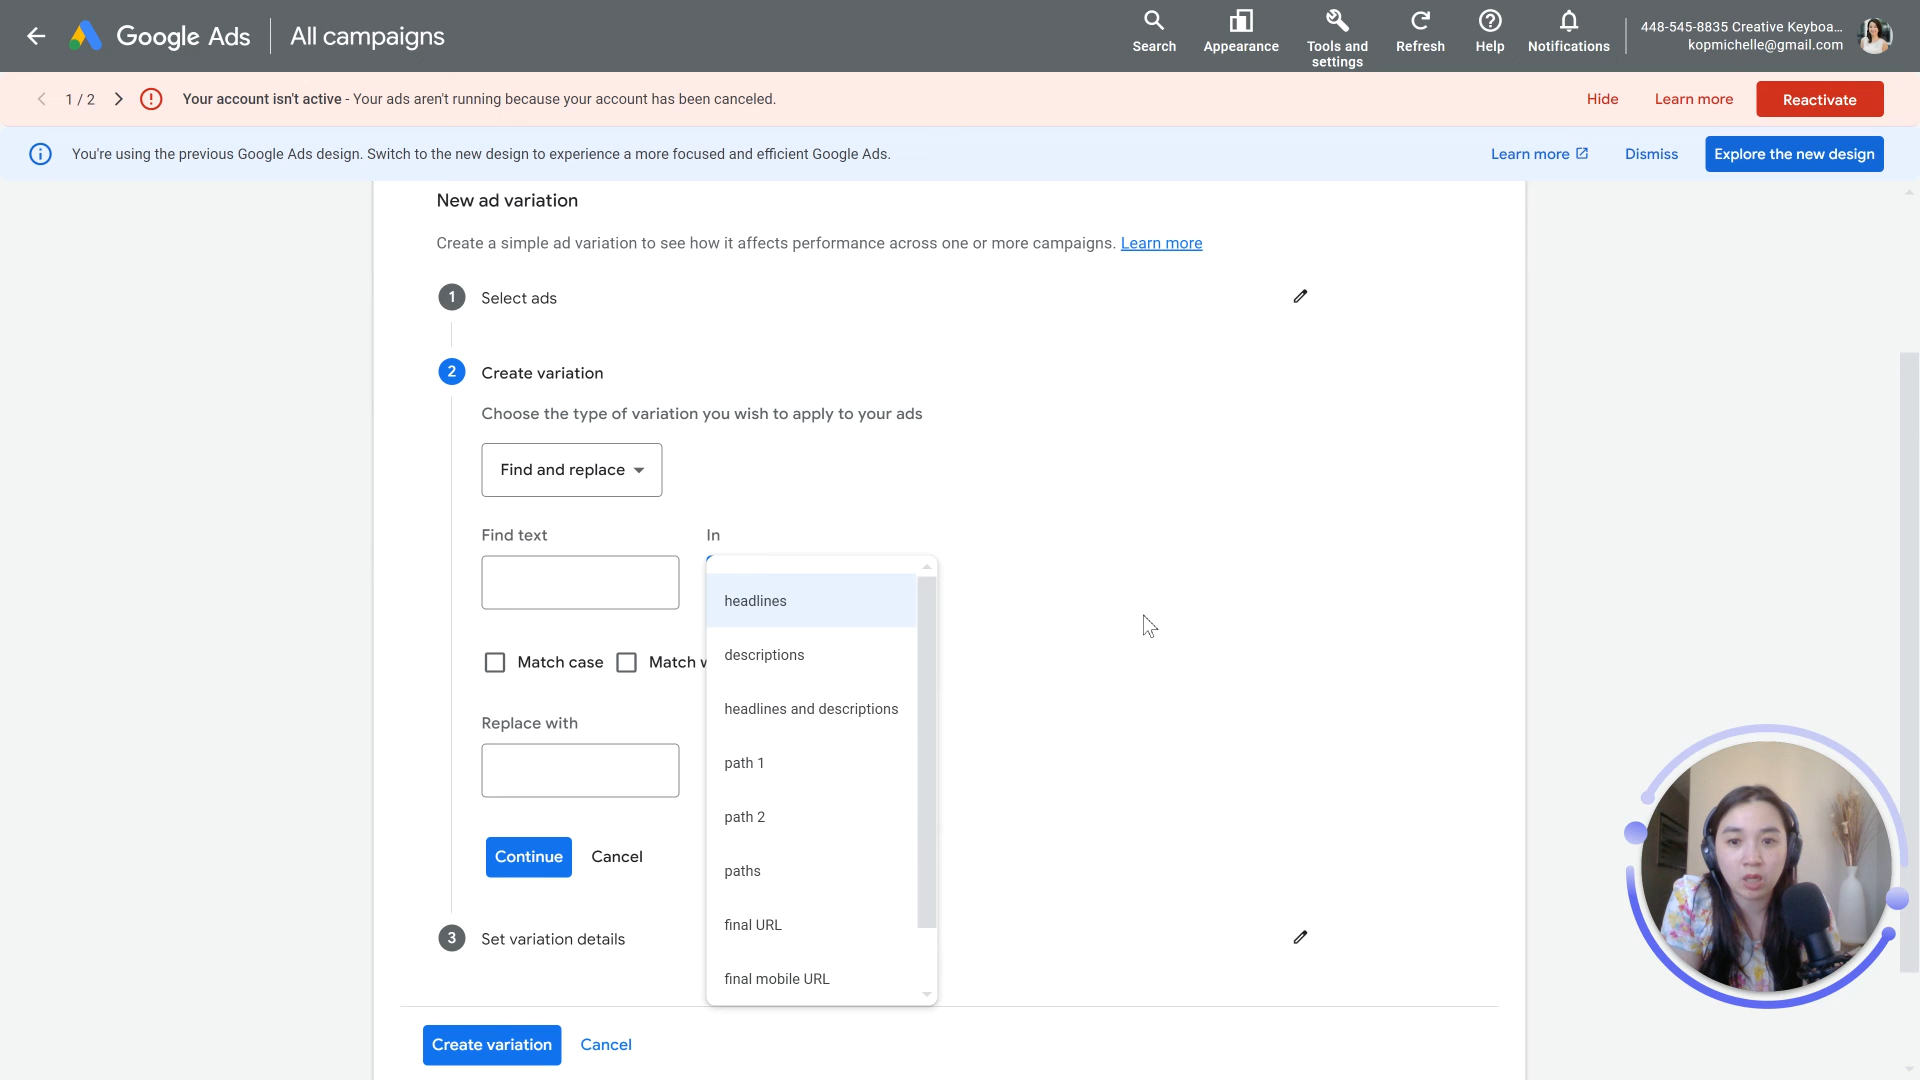 Google Ads
All campaigns
Search
Appearance
Tools and settings
Refresh
Help
Notifications
448-545-8835 Creative Keyboa...
kopmichelle@gmail.com
1 / 2
Your account isn't active - Your ads aren't running because your account has been canceled.
Hide
Learn more
Reactivate
You're using the previous Google Ads design. Switch to the new design to experience a more focused and efficient Google Ads.
Learn more
Dismiss
Explore the new design
New ad variation
Create a simple ad variation to see how it affects performance across one or more campaigns. Learn more
1 Select ads
2 Create variation
Choose the type of variation you wish to apply to your ads
Find and replace
Find text
In
headlines
descriptions
headlines and descriptions
path 1
path 2
paths
final URL
final mobile URL
Match case
Match
Replace with
Continue
Cancel
3 Set variation details
Create variation
Cancel